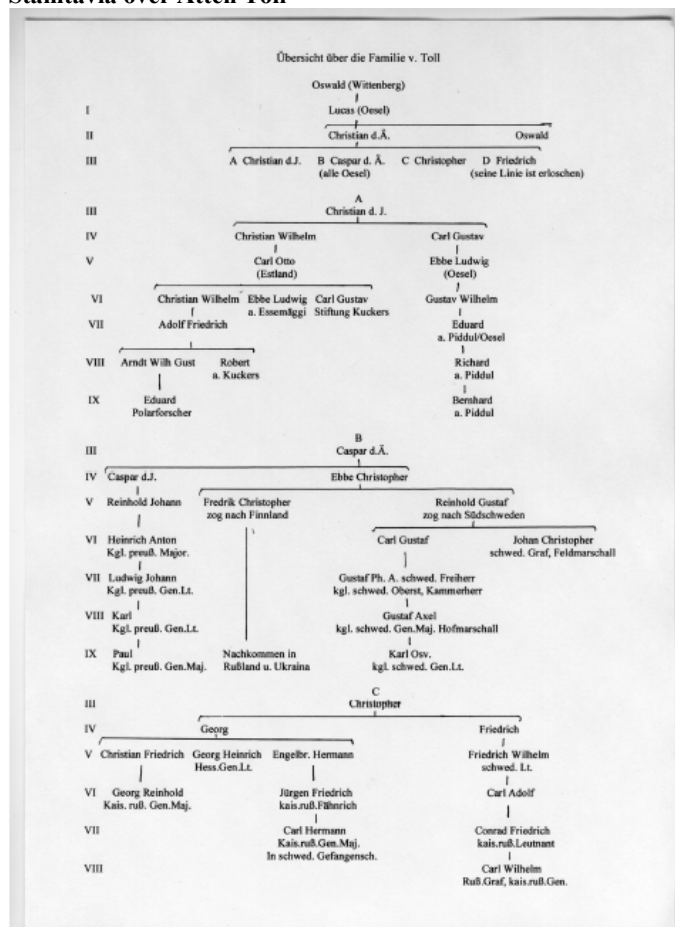 Stamtavla över Ätten Toll
Übersicht über die Familie v. Toll
Oswald (Wittenberg)
I Lucas (Oesel)
II Christian d.Ä. Oswald
III A Christian d.J. B Caspar d. Ä. C Christopher D Friedrich
(alle Oesel) (seine Linie ist erloschen)
A
III Christian d. J.
IV Christian Wilhelm Carl Gustav
V Carl Otto Ebbe Ludwig
(Estland) (Oesel)
VI Christian Wilhelm Ebbe Ludwig Carl Gustav Gustav Wilhelm
a. Essemäggi Stiftung Kuckers
VII Adolf Friedrich Eduard
a. Piddul/Oesel
VIII Arndt Wilh Gust Robert Richard
a. Kuckers a. Piddul
IX Eduard Bernhard
Polarforscher a. Piddul
B
III Caspar d.Ä.
IV Caspar d.J. Ebbe Christopher
V Reinhold Johann Fredrik Christopher Reinhold Gustaf
zog nach Finnland zog nach Südschweden
VI Heinrich Anton Carl Gustaf Johan Christopher
Kgl. preuß. Major. schwed. Graf, Feldmarschall
VII Ludwig Johann Gustaf Ph. A. schwed. Freiherr
Kgl. preuß. Gen.Lt. kgl. schwed. Oberst, Kammerherr
VIII Karl Gustaf Axel
Kgl. preuß. Gen.Lt. kgl. schwed. Gen.Maj. Hofmarschall
IX Paul Nachkommen in Karl Osv.
Kgl. preuß. Gen.Maj. Rußland u. Ukraina kgl. schwed. Gen.Lt.
C
III Christopher
IV Georg Friedrich
V Christian Friedrich Georg Heinrich Engelbr. Hermann Friedrich Wilhelm
Hess.Gen.Lt. schwed. Lt.
VI Georg Reinhold Jürgen Friedrich Carl Adolf
Kais. ruß. Gen.Maj. kais.ruß.Fähnrich
VII Carl Hermann Conrad Friedrich
Kais.ruß.Gen.Maj. kais.ruß.Leutnant
In schwed. Gefangensch.
VIII Carl Wilhelm
Ruß.Graf, kais.ruß.Gen.